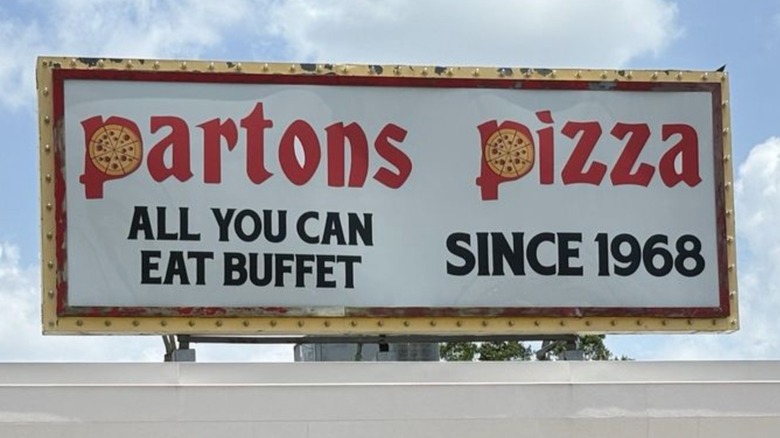 partons pizza
ALL YOU CAN
EAT BUFFET
SINCE 1968